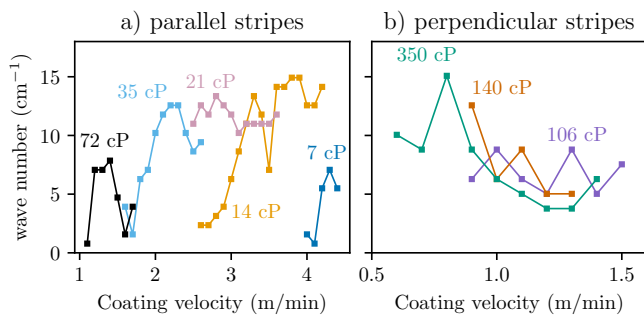 a) parallel stripes
b) perpendicular stripes
wave number (cm⁻¹)
15
10
5
0
72 cP
35 cP
21 cP
14 cP
7 cP
350 cP
140 cP
106 cP
1 2 3 4
0.5 1.0 1.5
Coating velocity (m/min)
Coating velocity (m/min)